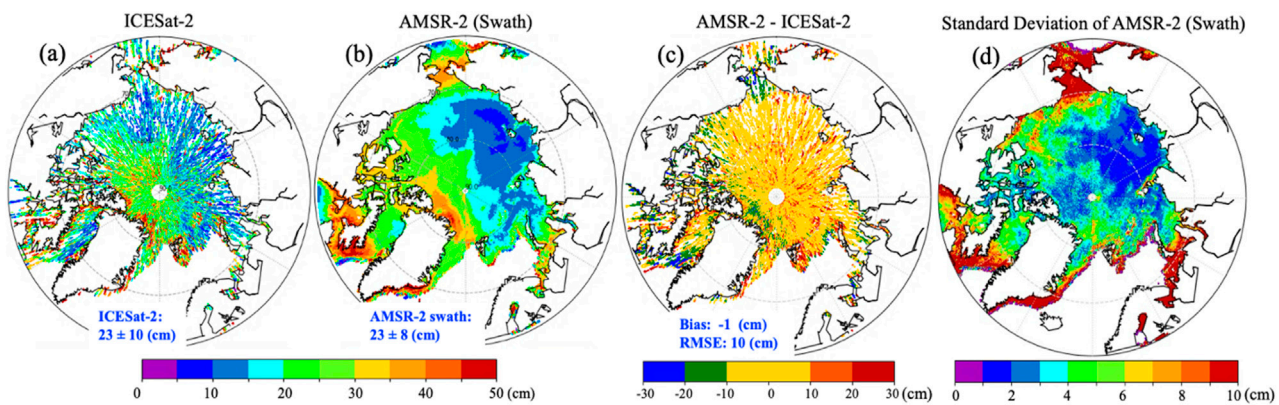 ICESat-2
AMSR-2 (Swath)
AMSR-2 - ICESat-2
Standard Deviation of AMSR-2 (Swath)
(a)
(b)
(c)
(d)
ICESat-2:
23 ± 10 (cm)
AMSR-2 swath:
23 ± 8 (cm)
Bias: -1 (cm)
RMSE: 10 (cm)
0 10 20 30 40 50 (cm)
-30 -20 -10 0 10 20 30 (cm)
0 2 4 6 8 10 (cm)